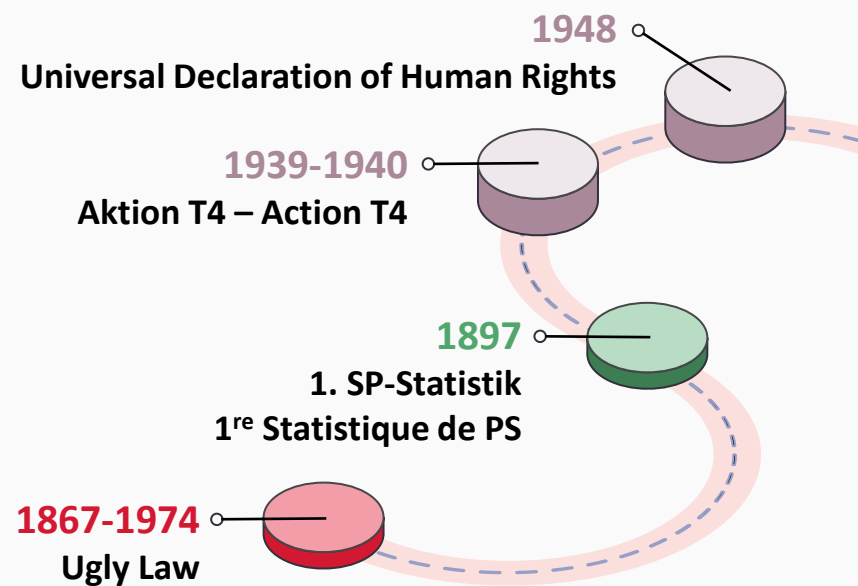 1948
Universal Declaration of Human Rights
1939-1940
Aktion T4 – Action T4
1897
1. SP-Statistik
1re Statistique de PS
1867-1974
Ugly Law